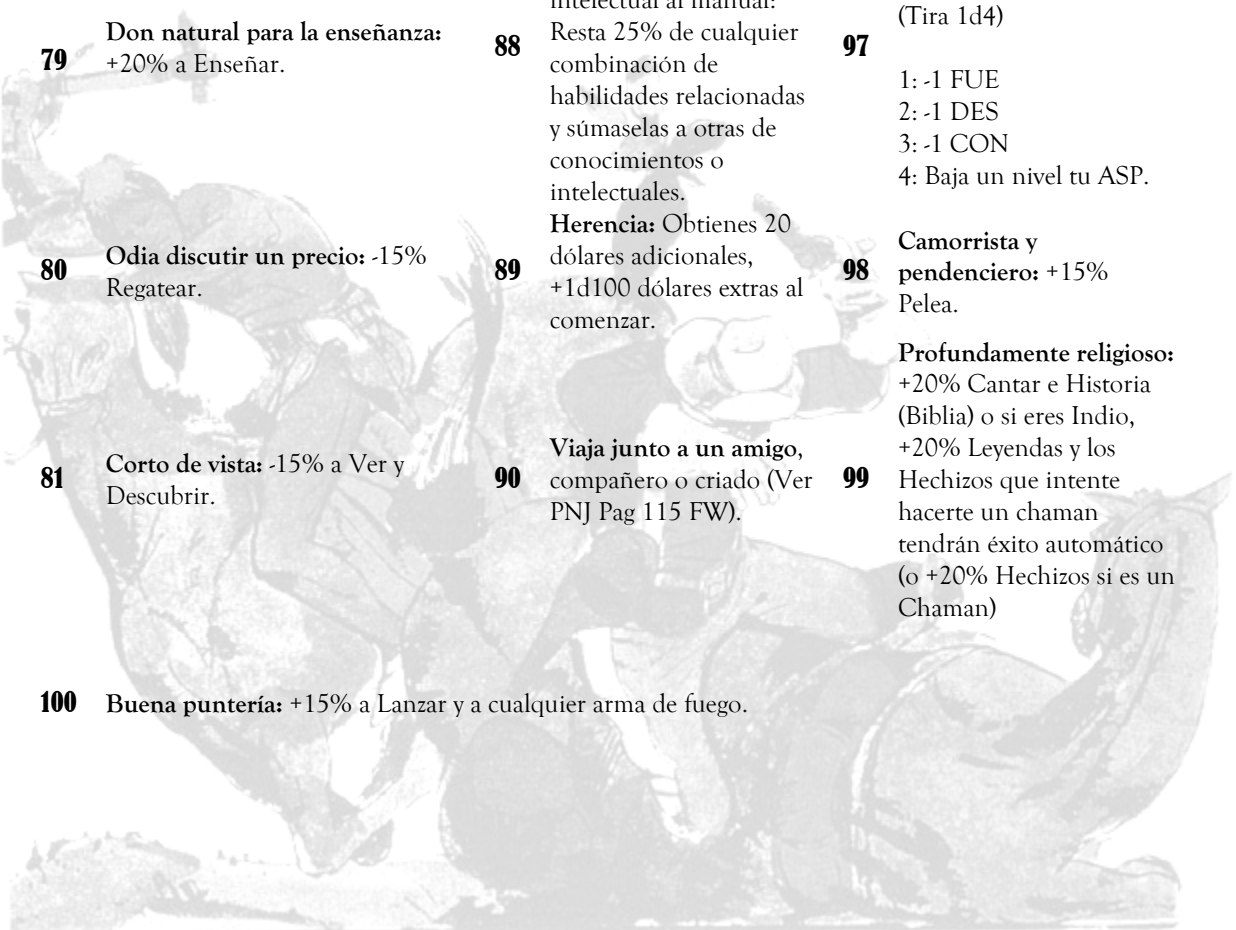 79
Don natural para la enseñanza:
+20% a Enseñar.
80
Odia discutir un precio: -15%
Regatear.
81
Corto de vista: -15% a Ver y
Descubrir.
88
intelectual al manual:
Resta 25% de cualquier
combinación de
habilidades relacionadas
y súmaselas a otras de
conocimientos o
intelectuales.
89
Herencia: Obtienes 20
dólares adicionales,
+1d100 dólares extras al
comenzar.
90
Viaja junto a un amigo,
compañero o criado (Ver
PNJ Pag 115 FW).
97
(Tira 1d4)
1: -1 FUE
2: -1 DES
3: -1 CON
4: Baja un nivel tu ASP.
98
Camorrista y
pendenciero: +15%
Pelea.
99
Profundamente religioso:
+20% Cantar e Historia
(Biblia) o si eres Indio,
+20% Leyendas y los
Hechizos que intente
hacerte un chaman
tendrán éxito automático
(o +20% Hechizos si es un
Chaman)
100 Buena puntería: +15% a Lanzar y a cualquier arma de fuego.